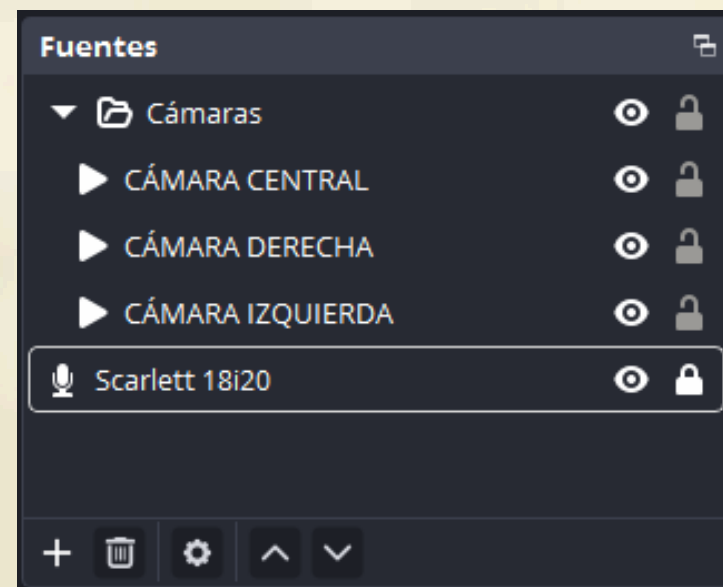 Fuentes
Cámaras
CÁMARA CENTRAL
CÁMARA DERECHA
CÁMARA IZQUIERDA
Scarlett 18i20